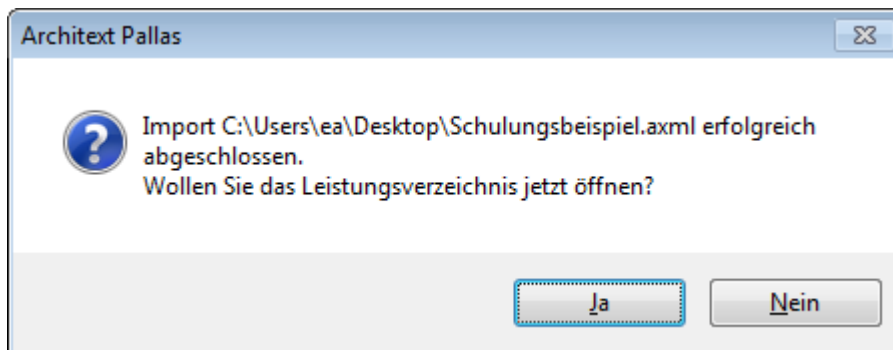 Architext Pallas
Import C:\Users\ea\Desktop\Schulungsbeispiel.axml erfolgreich
abgeschlossen.
Wollen Sie das Leistungsverzeichnis jetzt öffnen?
Ja
Nein